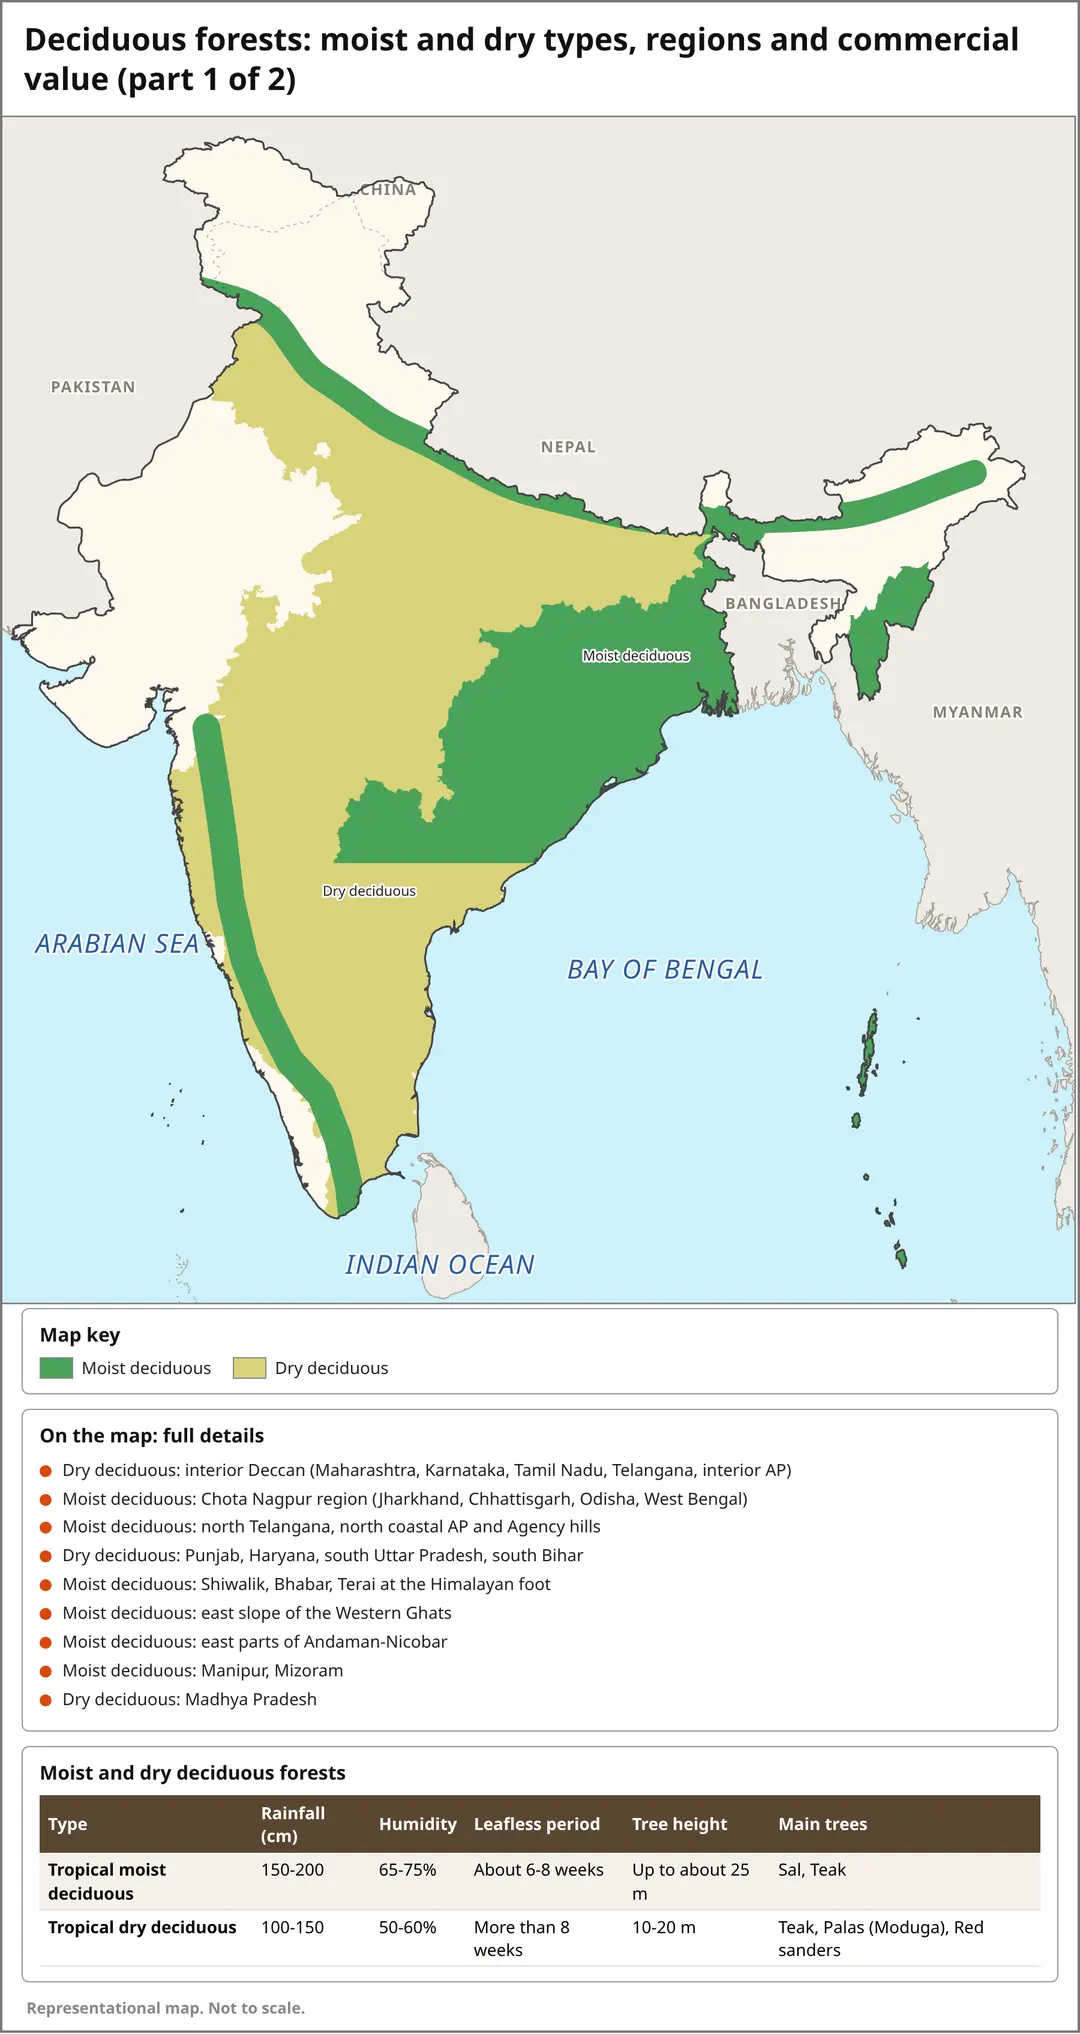 Deciduous forests: moist and dry types, regions and commercial
value (part 1 of 2)
CHINA
PAKISTAN
NEPAL
BANGLADESH
Moist deciduous
MYANMAR
Dry deciduous
ARABIAN SEA
BAY OF BENGAL
INDIAN OCEAN
Map key
Moist deciduous
Dry deciduous
On the map: full details
Dry deciduous: interior Deccan (Maharashtra, Karnataka, Tamil Nadu, Telangana, interior AP)
Moist deciduous: Chota Nagpur region (Jharkhand, Chhattisgarh, Odisha, West Bengal)
Moist deciduous: north Telangana, north coastal AP and Agency hills
Dry deciduous: Punjab, Haryana, south Uttar Pradesh, south Bihar
Moist deciduous: Shiwalik, Bhabar, Terai at the Himalayan foot
Moist deciduous: east slope of the Western Ghats
Moist deciduous: east parts of Andaman-Nicobar
Moist deciduous: Manipur, Mizoram
Dry deciduous: Madhya Pradesh
Moist and dry deciduous forests
Type Rainfall (cm) Humidity Leafless period Tree height Main trees
Tropical moist deciduous 150-200 65-75% About 6-8 weeks Up to about 25 m Sal, Teak
Tropical dry deciduous 100-150 50-60% More than 8 weeks 10-20 m Teak, Palas (Moduga), Red sanders
Representational map. Not to scale.